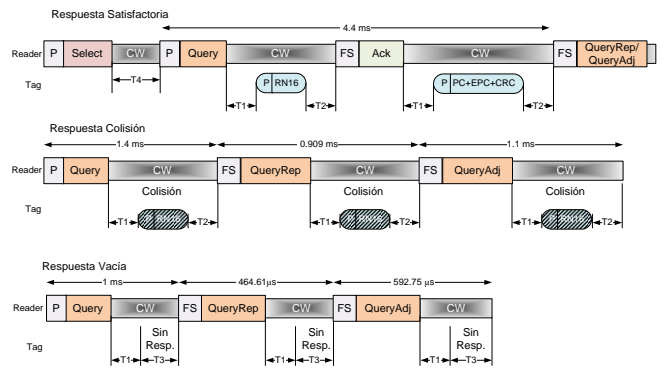 Respuesta Satisfactoria
4.4 ms
Reader P Select CW P Query CW FS Ack CW FS QueryRep/
QueryAdj
Tag T4 P RN16 P PC+EPC+CRC
T1 T2 T1 T2
Respuesta Colisión
1.4 ms 0.909 ms 1.1 ms
Reader P Query CW FS QueryRep CW FS QueryAdj CW
Colisión Colisión Colisión
Tag
T1 P RN16 T2 T1 P RN16 T2 T1 P RN16 T2
Respuesta Vacía
1 ms 464.61µs 592.75 µs
Reader P Query CW FS QueryRep CW FS QueryAdj CW
Sin Sin Sin
Tag Resp. Resp. Resp.
T1 T3 T1 T3 T1 T3